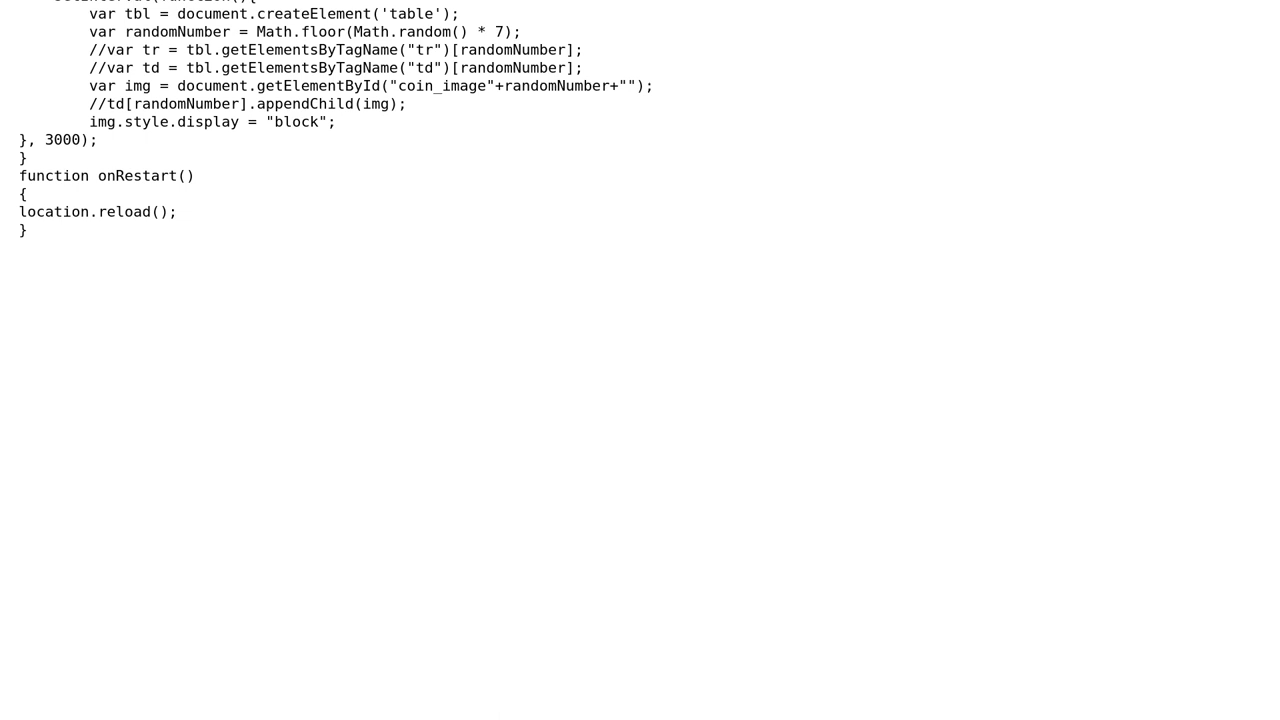 setInterval(function(){
var tbl = document.createElement('table');
var randomNumber = Math.floor(Math.random() * 7);
//var tr = tbl.getElementsByTagName("tr")[randomNumber];
//var td = tbl.getElementsByTagName("td")[randomNumber];
var img = document.getElementById("coin_image"+randomNumber+"");
//td[randomNumber].appendChild(img);
img.style.display = "block";
}, 3000);
}
function onRestart()
{
location.reload();
}